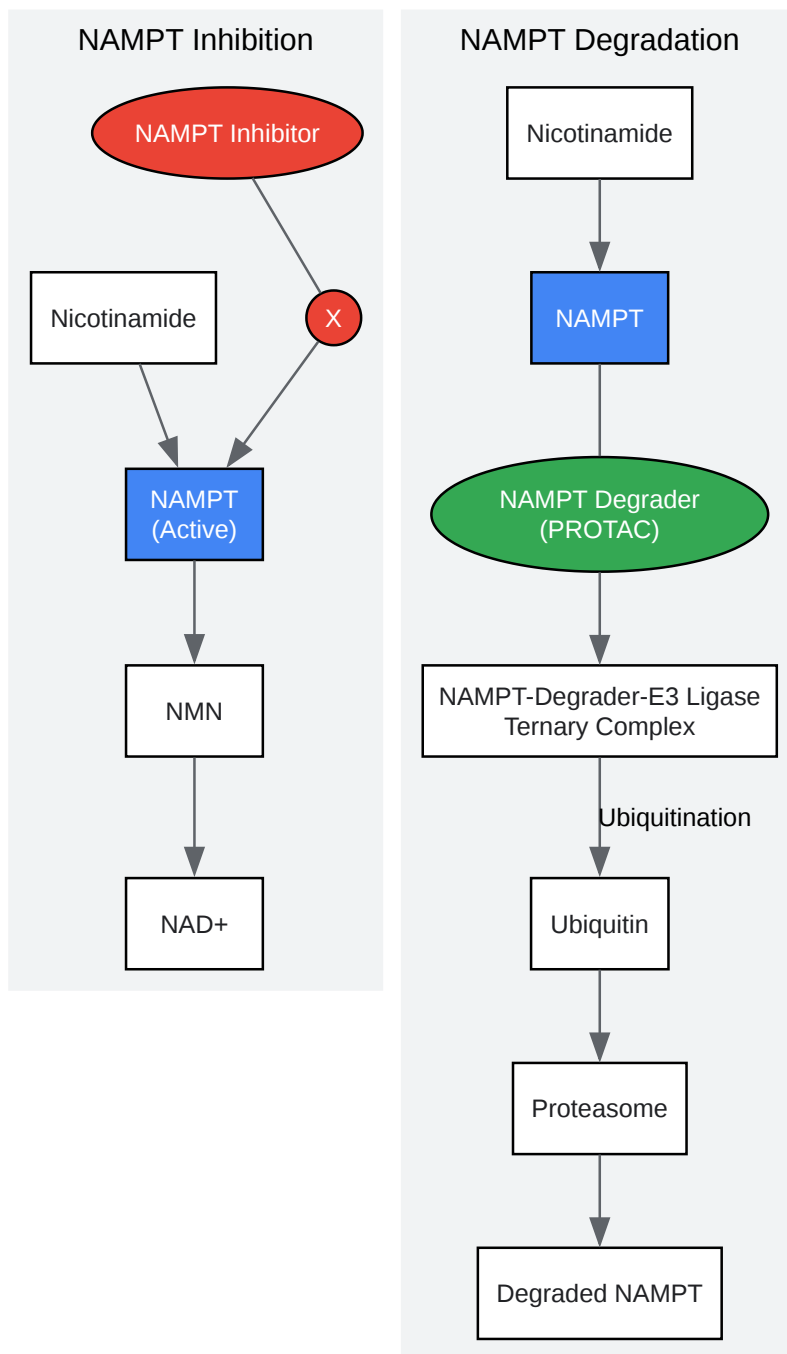 NAMPT Inhibition
NAMPT Inhibitor
X
Nicotinamide
NAMPT
(Active)
NMN
NAD+
NAMPT Degradation
Nicotinamide
NAMPT
NAMPT Degrader
(PROTAC)
NAMPT-Degrader-E3 Ligase
Ternary Complex
Ubiquitination
Ubiquitin
Proteasome
Degraded NAMPT